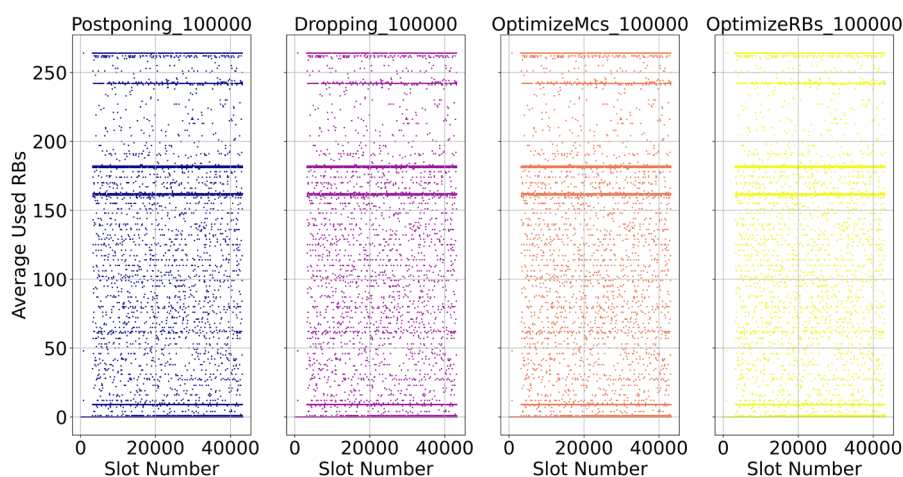 Postponing_100000 Dropping_100000 OptimizeMcs_100000 OptimizeRBs_100000
Average Used RBs
250
200
150
100
50
0
0 20000 40000 0 20000 40000 0 20000 40000 0 20000 40000
Slot Number Slot Number Slot Number Slot Number